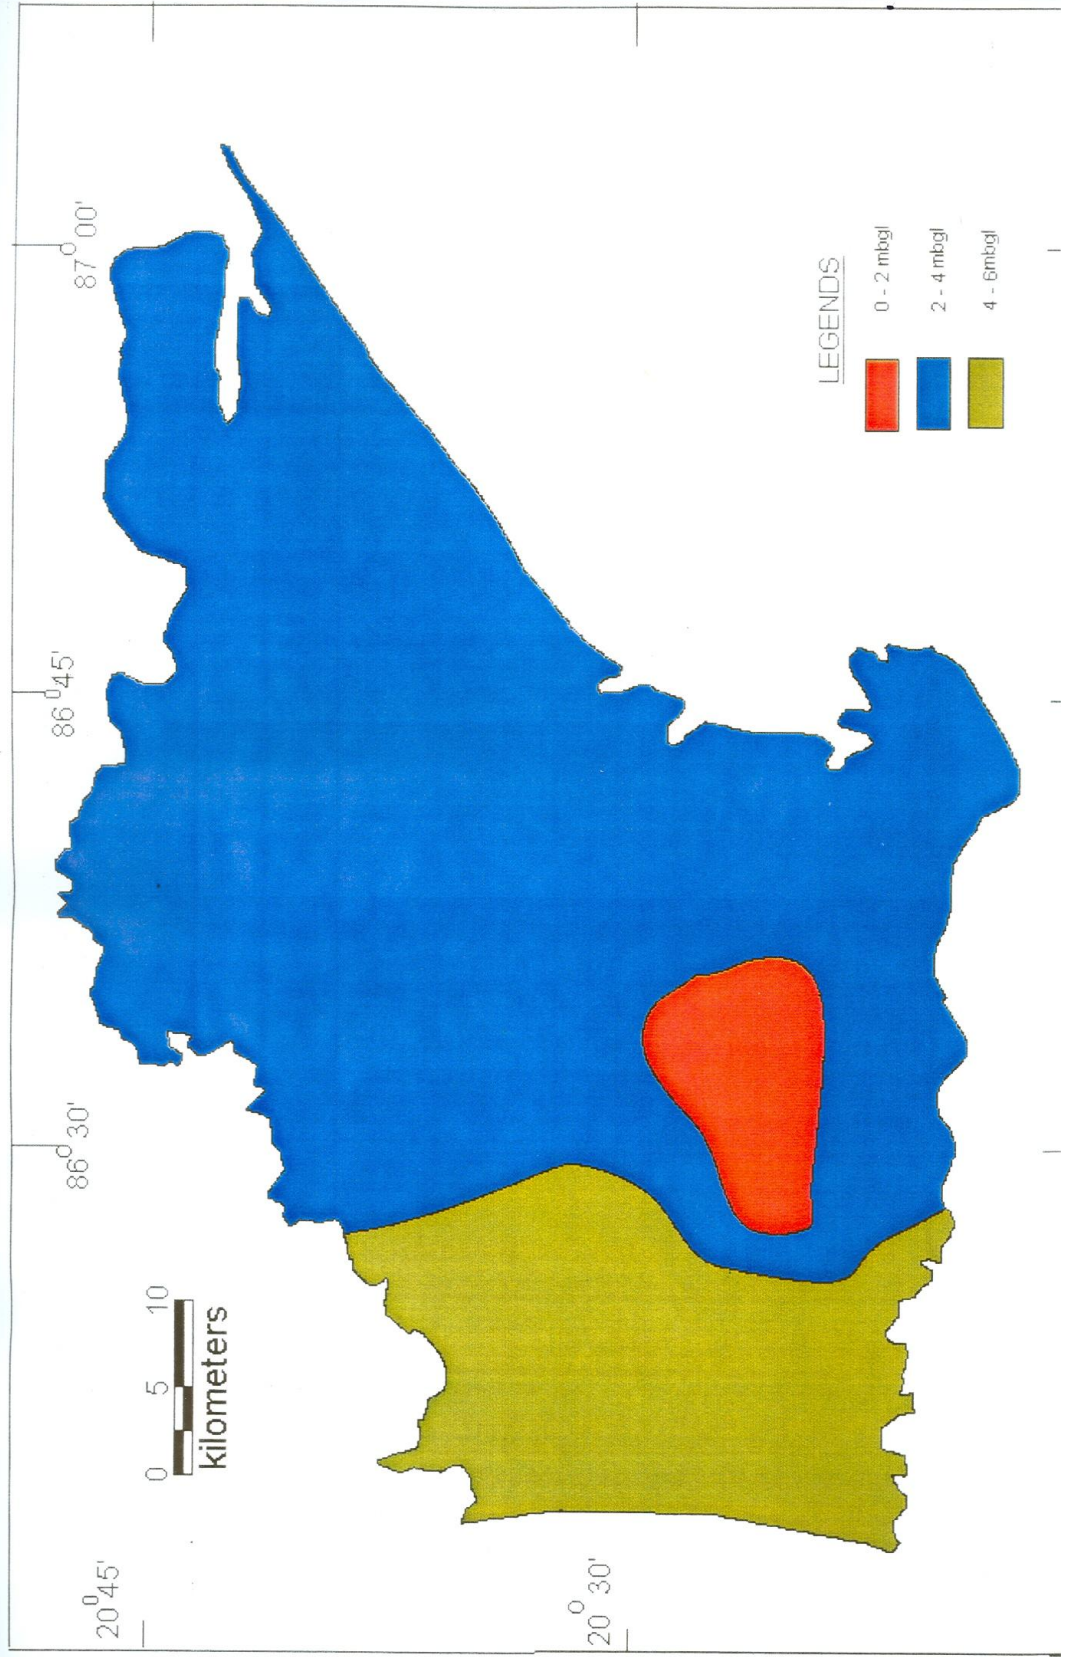 86° 30'
86° 45'
87° 00'
20° 45'
0 5 10
kilometers
20° 30'
LEGENDS
0 - 2 mbgl
2 - 4 mbgl
4 - 6mbgl